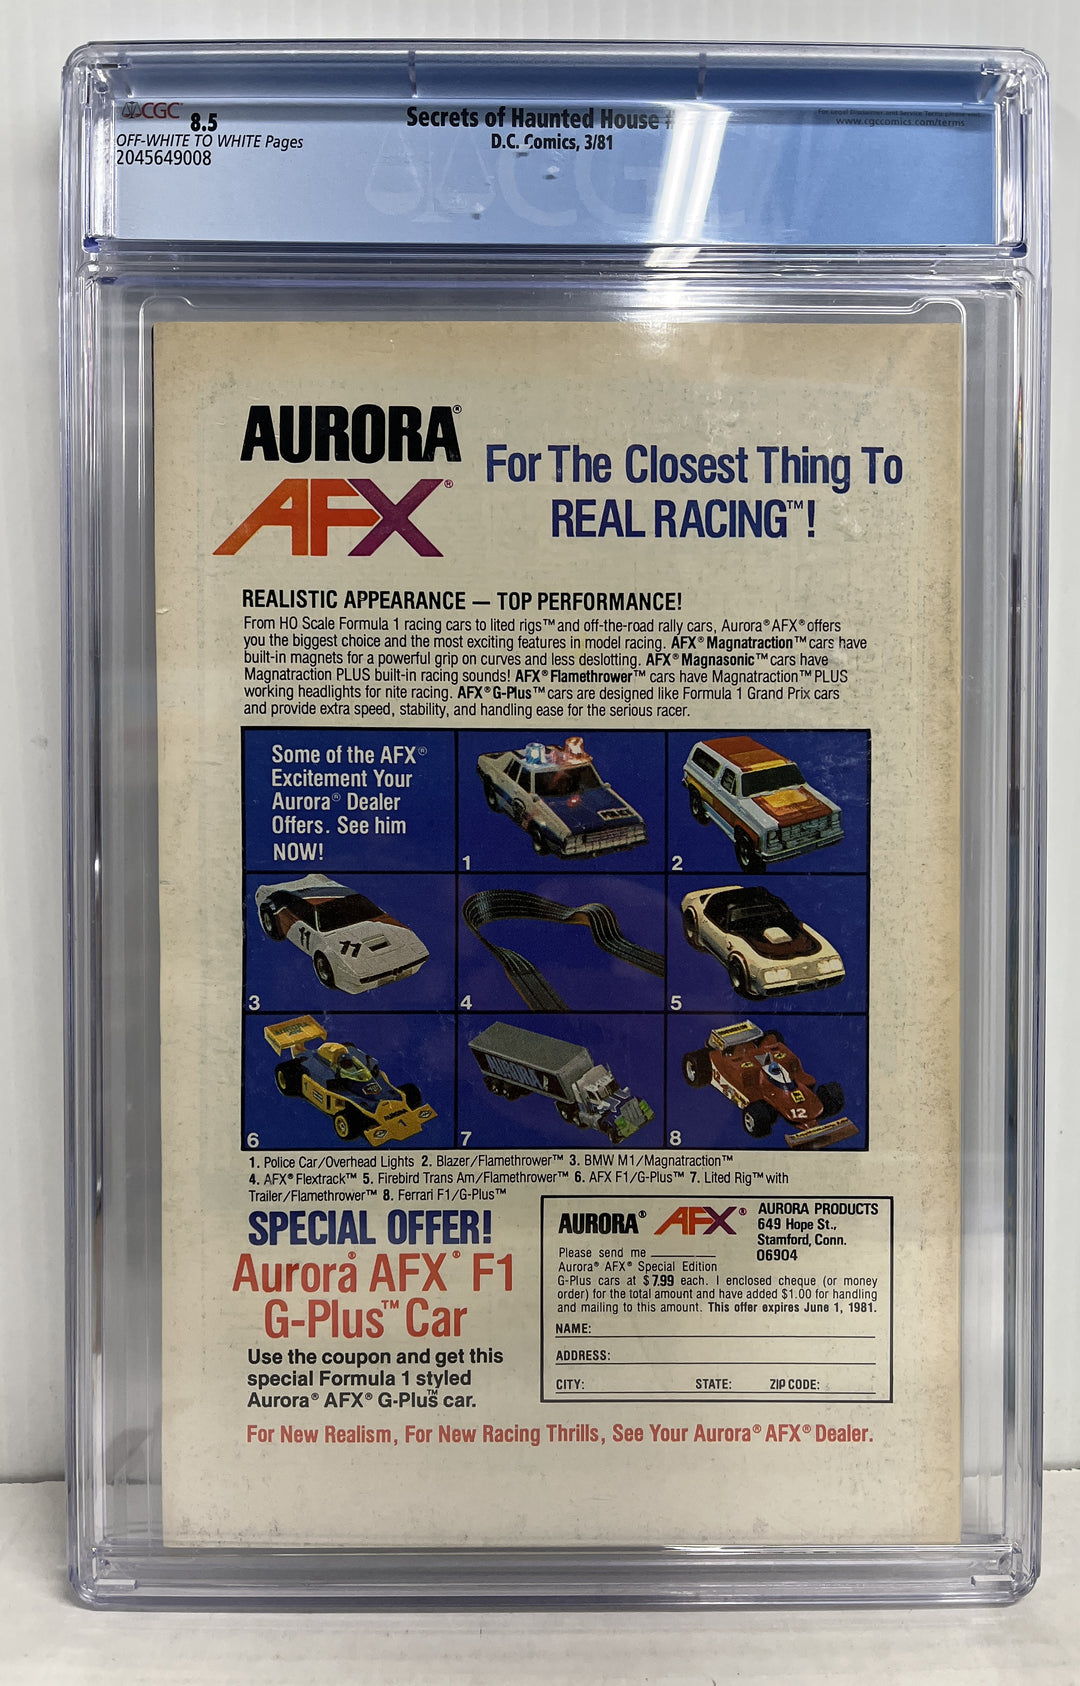 CGC 8.5
OFF-WHITE TO WHITE Pages
2045649008
Secrets of Haunted House #
D.C. Comics, 3/81
For Legal Disclaimer and Service Terms please visit
www.cgccomics.com/terms
CGC
AURORA®
AFX®
For The Closest Thing To
REAL RACING™!
REALISTIC APPEARANCE — TOP PERFORMANCE!
From HO Scale Formula 1 racing cars to lited rigs™ and off-the-road rally cars, Aurora® AFX® offers
you the biggest choice and the most exciting features in model racing. AFX® Magnatraction™ cars have
built-in magnets for a powerful grip on curves and less deslotting. AFX® Magnasonic™ cars have
Magnatraction PLUS built-in racing sounds! AFX® Flamethrower™ cars have Magnatraction™ PLUS
working headlights for nite racing. AFX® G-Plus™ cars are designed like Formula 1 Grand Prix cars
and provide extra speed, stability, and handling ease for the serious racer.
Some of the AFX®
Excitement Your
Aurora® Dealer
Offers. See him
NOW!
1
2
11
11
3
4
5
1
6
AURORA
7
12
8
1. Police Car/Overhead Lights 2. Blazer/Flamethrower™ 3. BMW M1/Magnatraction™
4. AFX® Flextrack™ 5. Firebird Trans Am/Flamethrower™ 6. AFX F1/G-Plus™ 7. Lited Rig™ with
Trailer/Flamethrower™ 8. Ferrari F1/G-Plus™
SPECIAL OFFER!
Aurora® AFX® F1
G-Plus™ Car
Use the coupon and get this
special Formula 1 styled
Aurora® AFX® G-Plus™ car.
AURORA® AFX®
AURORA PRODUCTS
649 Hope St.,
Stamford, Conn.
06904
Please send me
Aurora® AFX® Special Edition
G-Plus cars at $7.99 each. I enclosed cheque (or money
order) for the total amount and have added $1.00 for handling
and mailing to this amount. This offer expires June 1, 1981.
NAME:
ADDRESS:
CITY: STATE: ZIP CODE:
For New Realism, For New Racing Thrills, See Your Aurora® AFX® Dealer.